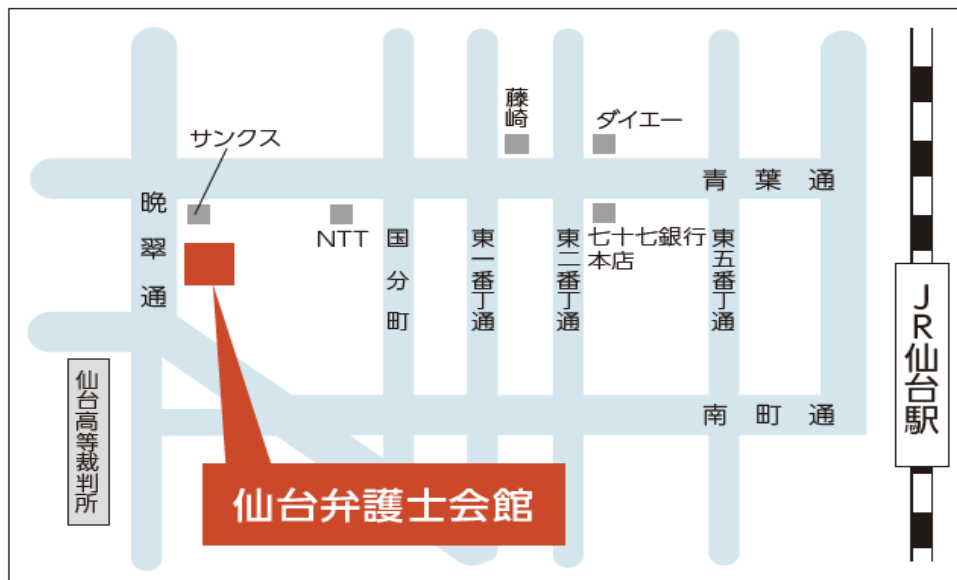 藤崎
ダイエー
サンクス
青葉通
晩翠通
NTT
国分町
東一番丁通
東二番丁通
七十七銀行
本店
東五番丁通
JR仙台駅
仙台高等裁判所
南町通
仙台弁護士会館